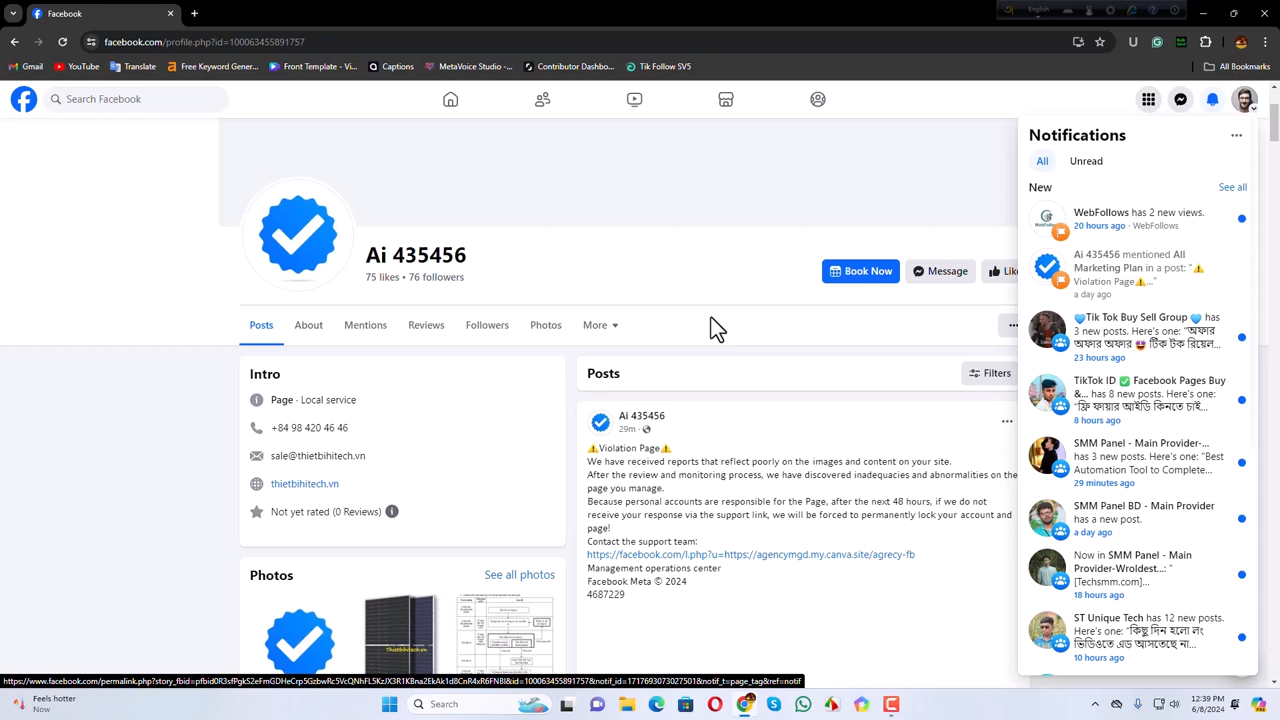 Facebook
English
facebook.com/profile.php?id=100063455891757
Gmail
YouTube
Translate
Free Keyword Gener...
Front Template - Vi...
Captions
MetaVoice Studio -...
Contributor Dashbo...
Tik Follow SV5
All Bookmarks
Search Facebook
Ai 435456
75 likes • 76 followers
Book Now
Message
Like
Posts
About
Mentions
Reviews
Followers
Photos
More
Intro
Page · Local service
+84 98 420 46 46
sale@thietbihitech
thietbihitech.vn
Not yet rated (0 Reviews)
Photos
See all photos
Posts
Filters
Ai 435456
29m ·
⚠️Violation Page⚠️
We have received reports that reflect poorly on the images and content on your site.
After the review and monitoring process, we have discovered inadequacies and abnormalities on the
page you manage.
Because personal accounts are responsible for the Page, after the next 48 hours, if we do not
receive your response via the support link, we will be forced to permanently lock your account and
page!
Contact the support team:
https://facebook.com/l.php?u=https://agencymgd.my.canva.site/agrecy-fb
Management operations center
Facebook Meta © 2024
4687229
Notifications
All
Unread
New
See all
WebFollows has 2 new views.
20 hours ago · WebFollows
Ai 435456 mentioned All
Marketing Plan in a post: "⚠️
Violation Page⚠️..."
a day ago
🩵Tik Tok Buy Sell Group 🩵 has
3 new posts. Here's one: "অফার
অফার অফার 🤩 টিক টক রিয়েল...
23 hours ago
TikTok ID ✅ Facebook Pages Buy
&... has 8 new posts. Here's one:
"ফ্রি ফায়ার আইডি কিনতে চাই...
8 hours ago
SMM Panel - Main Provider-...
has 3 new posts. Here's one: "Best
Automation Tool to Complete...
29 minutes ago
SMM Panel BD - Main Provider
has a new post.
a day ago
Now in SMM Panel - Main
Provider-Wroldest...: "
[Techsmm.com]...
18 hours ago
ST Unique Tech has 12 new posts.
Here's one: "কিছু দিন হলো লং
ভিডিওতে এড আসতেছে না...
10 hours ago
Feels hotter
Now
Search
12:39 PM
6/8/2024